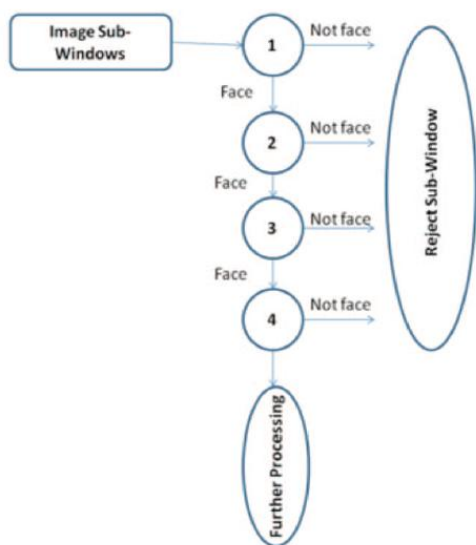 Image Sub-
Windows
1
Not face
Face
2
Not face
Face
3
Not face
Face
4
Not face
Reject Sub-Window
Further Processing